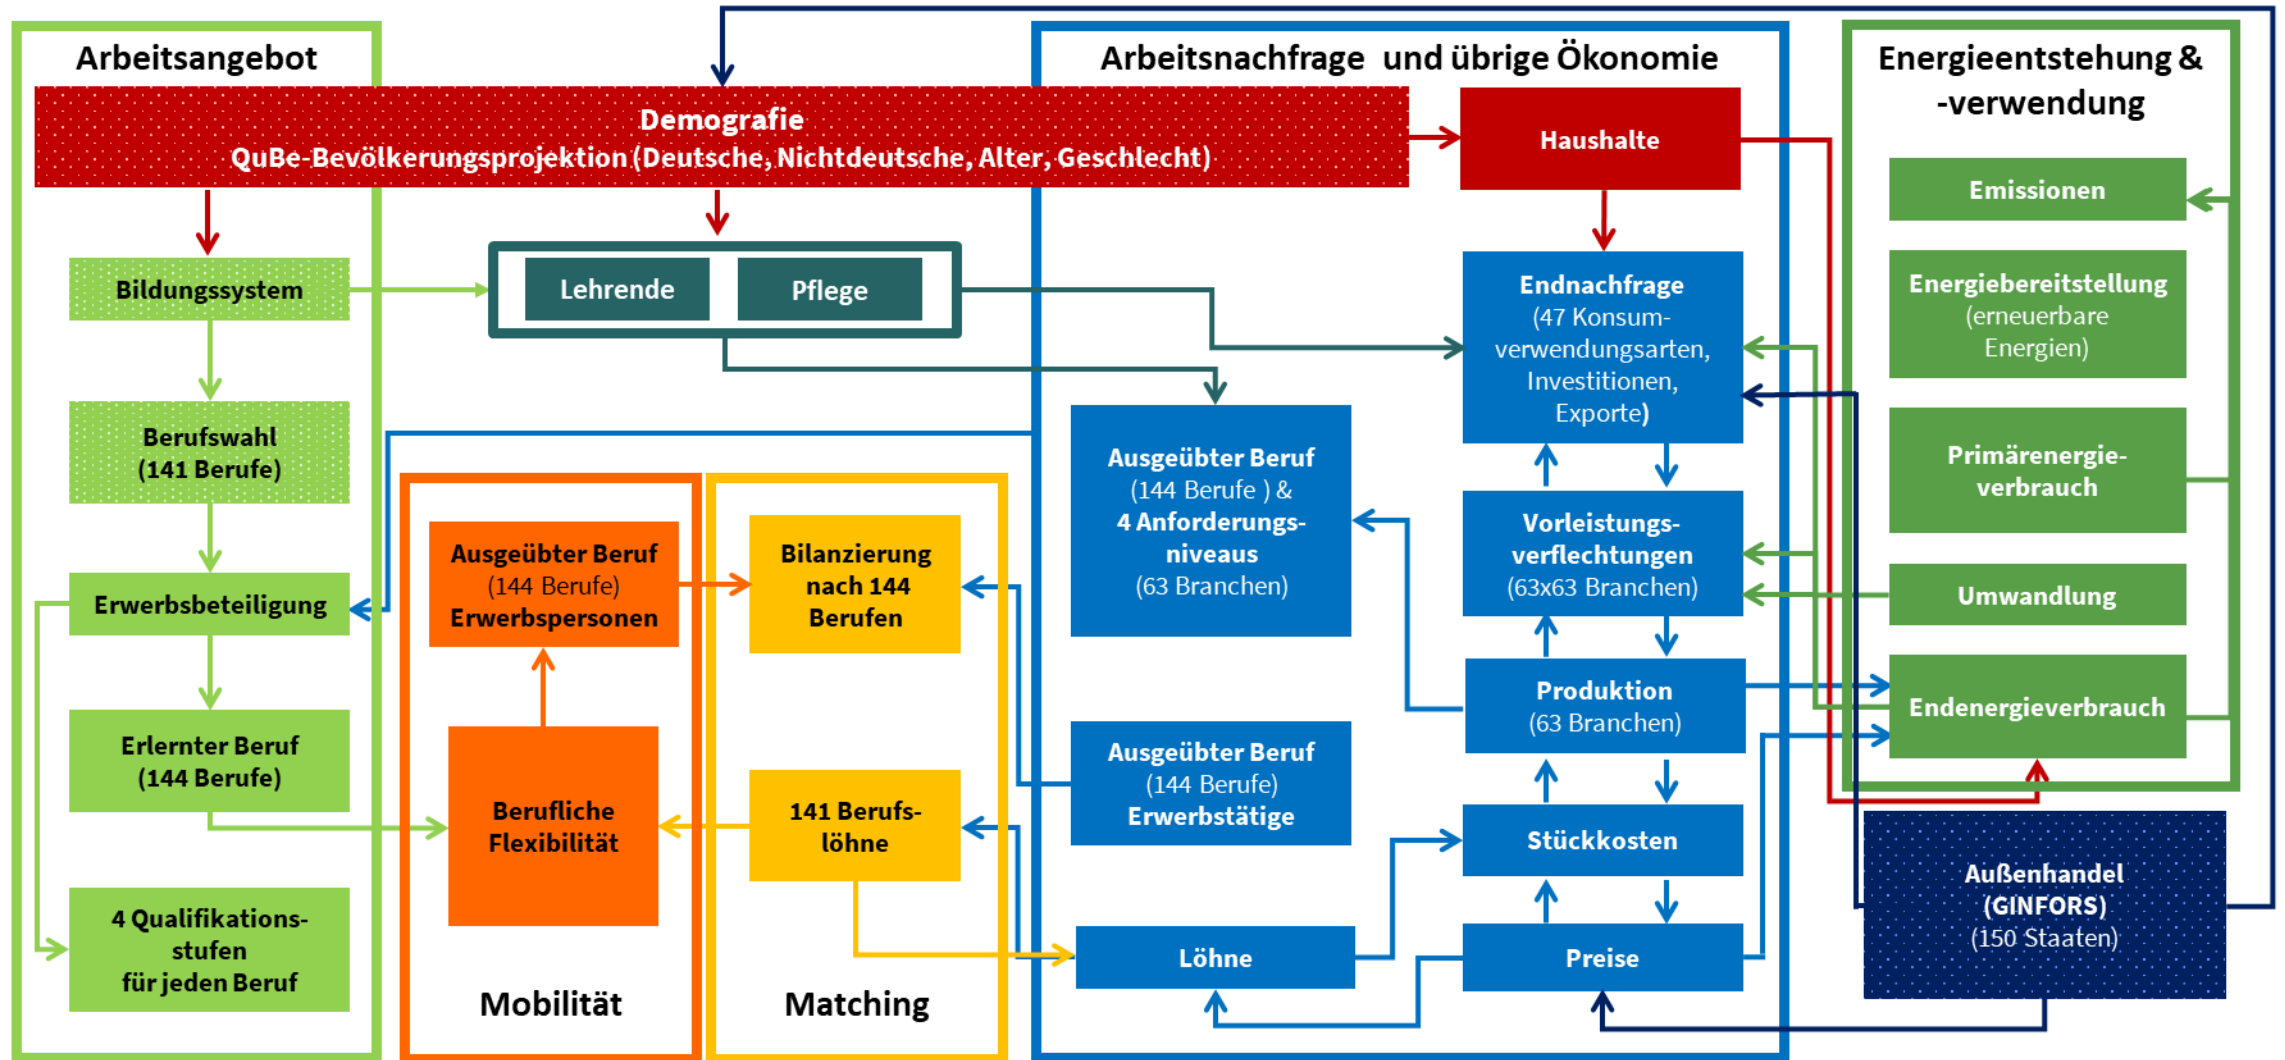 Arbeitsangebot
Arbeitsnachfrage und übrige Ökonomie
Energieentstehung &
-verwendung
Demografie
QuBe-Bevölkerungsprojektion (Deutsche, Nichtdeutsche, Alter, Geschlecht)
Haushalte
Bildungssystem
Berufswahl
(141 Berufe)
Erwerbsbeteiligung
Erlernter Beruf
(144 Berufe)
4 Qualifikations-
stufen
für jeden Beruf
Lehrende
Pflege
Ausgeübter Beruf
(144 Berufe)
Erwerbspersonen
Berufliche
Flexibilität
Mobilität
Bilanzierung
nach 144
Berufen
141 Berufs-
löhne
Matching
Ausgeübter Beruf
(144 Berufe ) &
4 Anforderungs-
niveaus
(63 Branchen)
Ausgeübter Beruf
(144 Berufe)
Erwerbstätige
Löhne
Endnachfrage
(47 Konsum-
verwendungsarten,
Investitionen,
Exporte)
Vorleistungs-
verflechtungen
(63x63 Branchen)
Produktion
(63 Branchen)
Stückkosten
Preise
Emissionen
Energiebereitstellung
(erneuerbare
Energien)
Primärenergie-
verbrauch
Umwandlung
Endenergieverbrauch
Außenhandel
(GINFORS)
(150 Staaten)